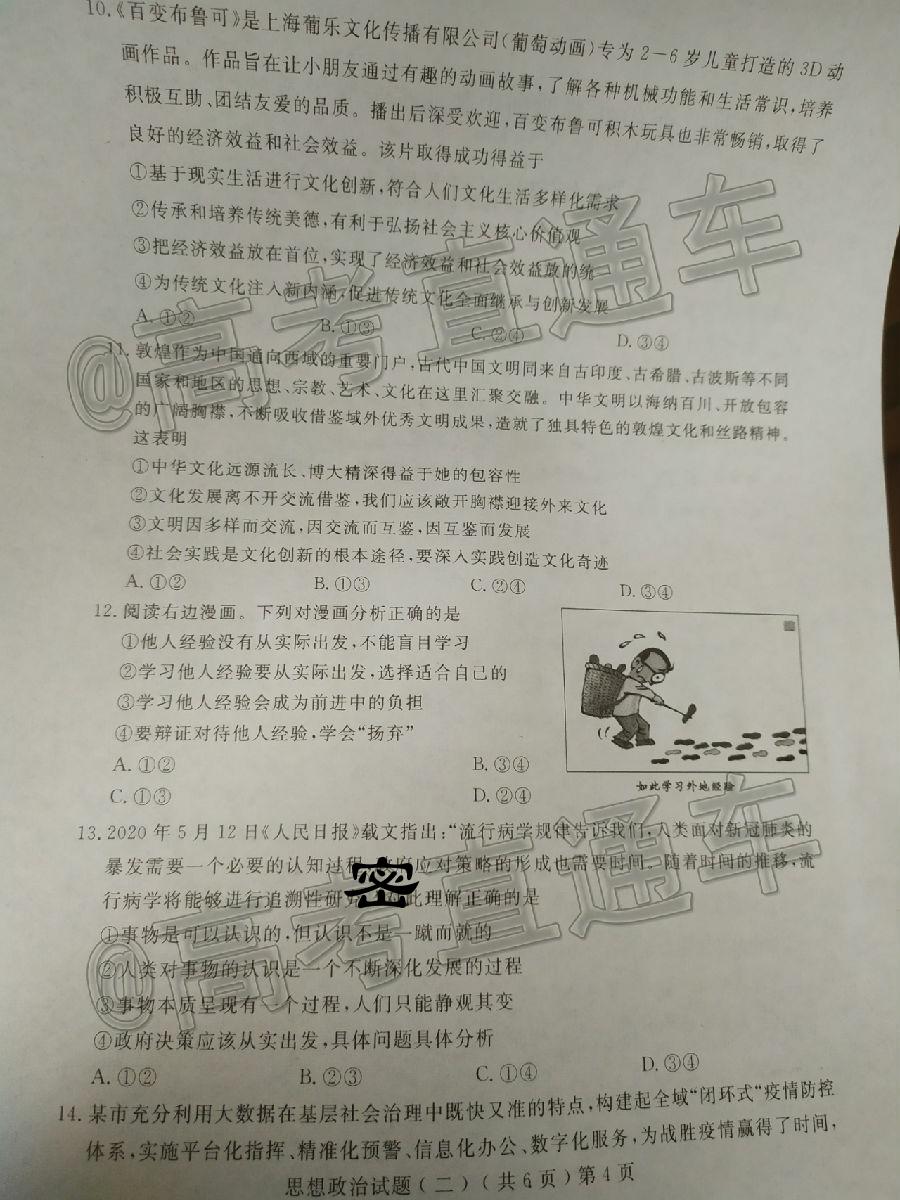 10.《百变布鲁可》是上海葡乐文化传播有限公司(葡萄动画)专为2-6岁儿童打造的3D动
画作品。作品旨在让小朋友通过有趣的动画故事,了解各种机械功能和生活常识,培养
积极互助、团结友爱的品质。播出后深受欢迎,百变布鲁可积木玩具也非常畅销,取得了
良好的经济效益和社会效益。该片取得成功得益于
①基于现实生活进行文化创新,符合人们文化生活多样化需求
②传承和培养传统美德,有利于弘扬社会主义核心价值观
③把经济效益放在首位,实现了经济效益和社会效益的统
④为传统文化注入新内涵,促进传统文化全面继承与创新发展
A.①② B.①③ C.②④ D.③④
11.敦煌作为中国通向西域的重要门户,古代中国文明同来自古印度、古希腊、古波斯等不同
国家和地区的思想、宗教、艺术、文化在这里汇聚交融。中华文明以海纳百川、开放包容
的广阔胸襟,不断吸收借鉴域外优秀文明成果,造就了独具特色的敦煌文化和丝路精神。
这表明
①中华文化远源流长、博大精深得益于她的包容性
②文化发展离不开交流借鉴,我们应该敞开胸襟迎接外来文化
③文明因多样而交流,因交流而互鉴,因互鉴而发展
④社会实践是文化创新的根本途径,要深入实践创造文化奇迹
A.①② B.①③ C.②④ D.③④
12.阅读右边漫画。下列对漫画分析正确的是
①他人经验没有从实际出发,不能盲目学习
②学习他人经验要从实际出发,选择适合自己的
③学习他人经验会成为前进中的负担
④要辩证对待他人经验,学会“扬弃”
A.①② B.③④
C.①③ D.②④
如此学习外地经验
13.2020年5月12日《人民日报》载文指出:“流行病学规律告诉我们,人类面对新冠肺炎的
暴发需要一个必要的认知过程 府应对策略的形成也需要时间。随着时间的推移,流
行病学将能够进行追溯性研 此理解正确的是
密
①事物是可以认识的,但认识不是一蹴而就的
②人类对事物的认识是一个不断深化发展的过程
③事物本质呈现有一个过程,人们只能静观其变
④政府决策应该从实出发,具体问题具体分析
A.①② B.②③ C.①④ D.③④
14.某市充分利用大数据在基层社会治理中既快又准的特点,构建起全域“闭环式”疫情防控
体系,实施平台化指挥、精准化预警、信息化办公、数字化服务,为战胜疫情赢得了时间,
思想政治试题(二)(共6页)第4页
@高考直通车
@高考直通车